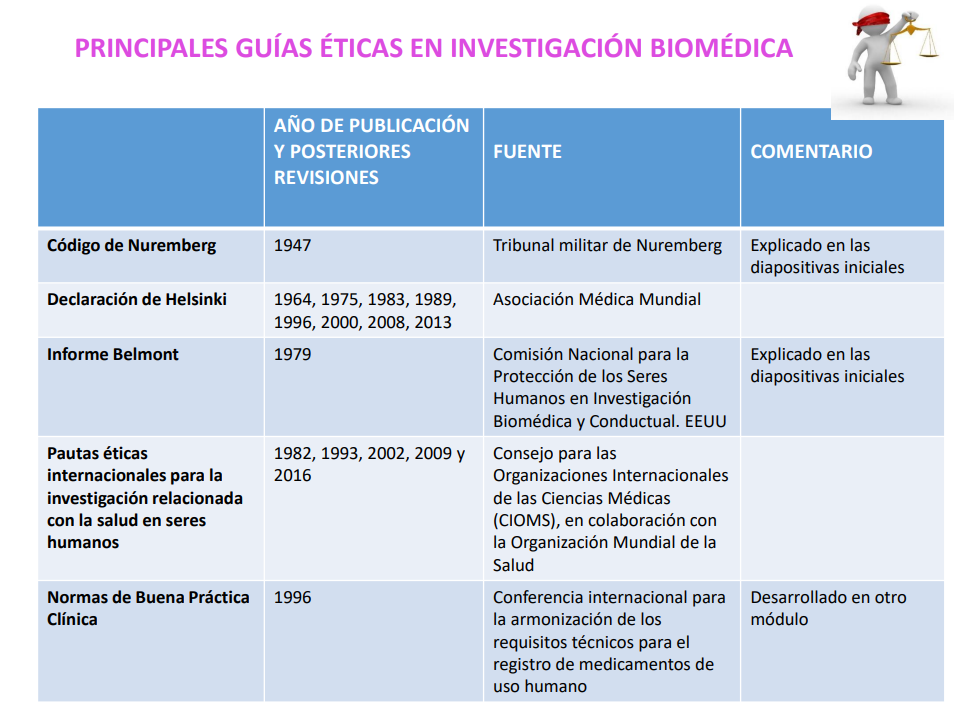 PRINCIPALES GUÍAS ÉTICAS EN INVESTIGACIÓN BIOMÉDICA
AÑO DE PUBLICACIÓN
Y POSTERIORES
REVISIONES
FUENTE
COMENTARIO
Código de Nuremberg
1947
Tribunal militar de Nuremberg
Explicado en las
diapositivas iniciales
Declaración de Helsinki
1964, 1975, 1983, 1989,
1996, 2000, 2008, 2013
Asociación Médica Mundial
Informe Belmont
1979
Comisión Nacional para la
Protección de los Seres
Humanos en Investigación
Biomédica y Conductual. EEUU
Explicado en las
diapositivas iniciales
Pautas éticas
internacionales para la
investigación relacionada
con la salud en seres
humanos
1982, 1993, 2002, 2009 y
2016
Consejo para las
Organizaciones Internacionales
de las Ciencias Médicas
(CIOMS), en colaboración con
la Organización Mundial de la
Salud
Normas de Buena Práctica
Clínica
1996
Conferencia internacional para
la armonización de los
requisitos técnicos para el
registro de medicamentos de
uso humano
Desarrollado en otro
módulo